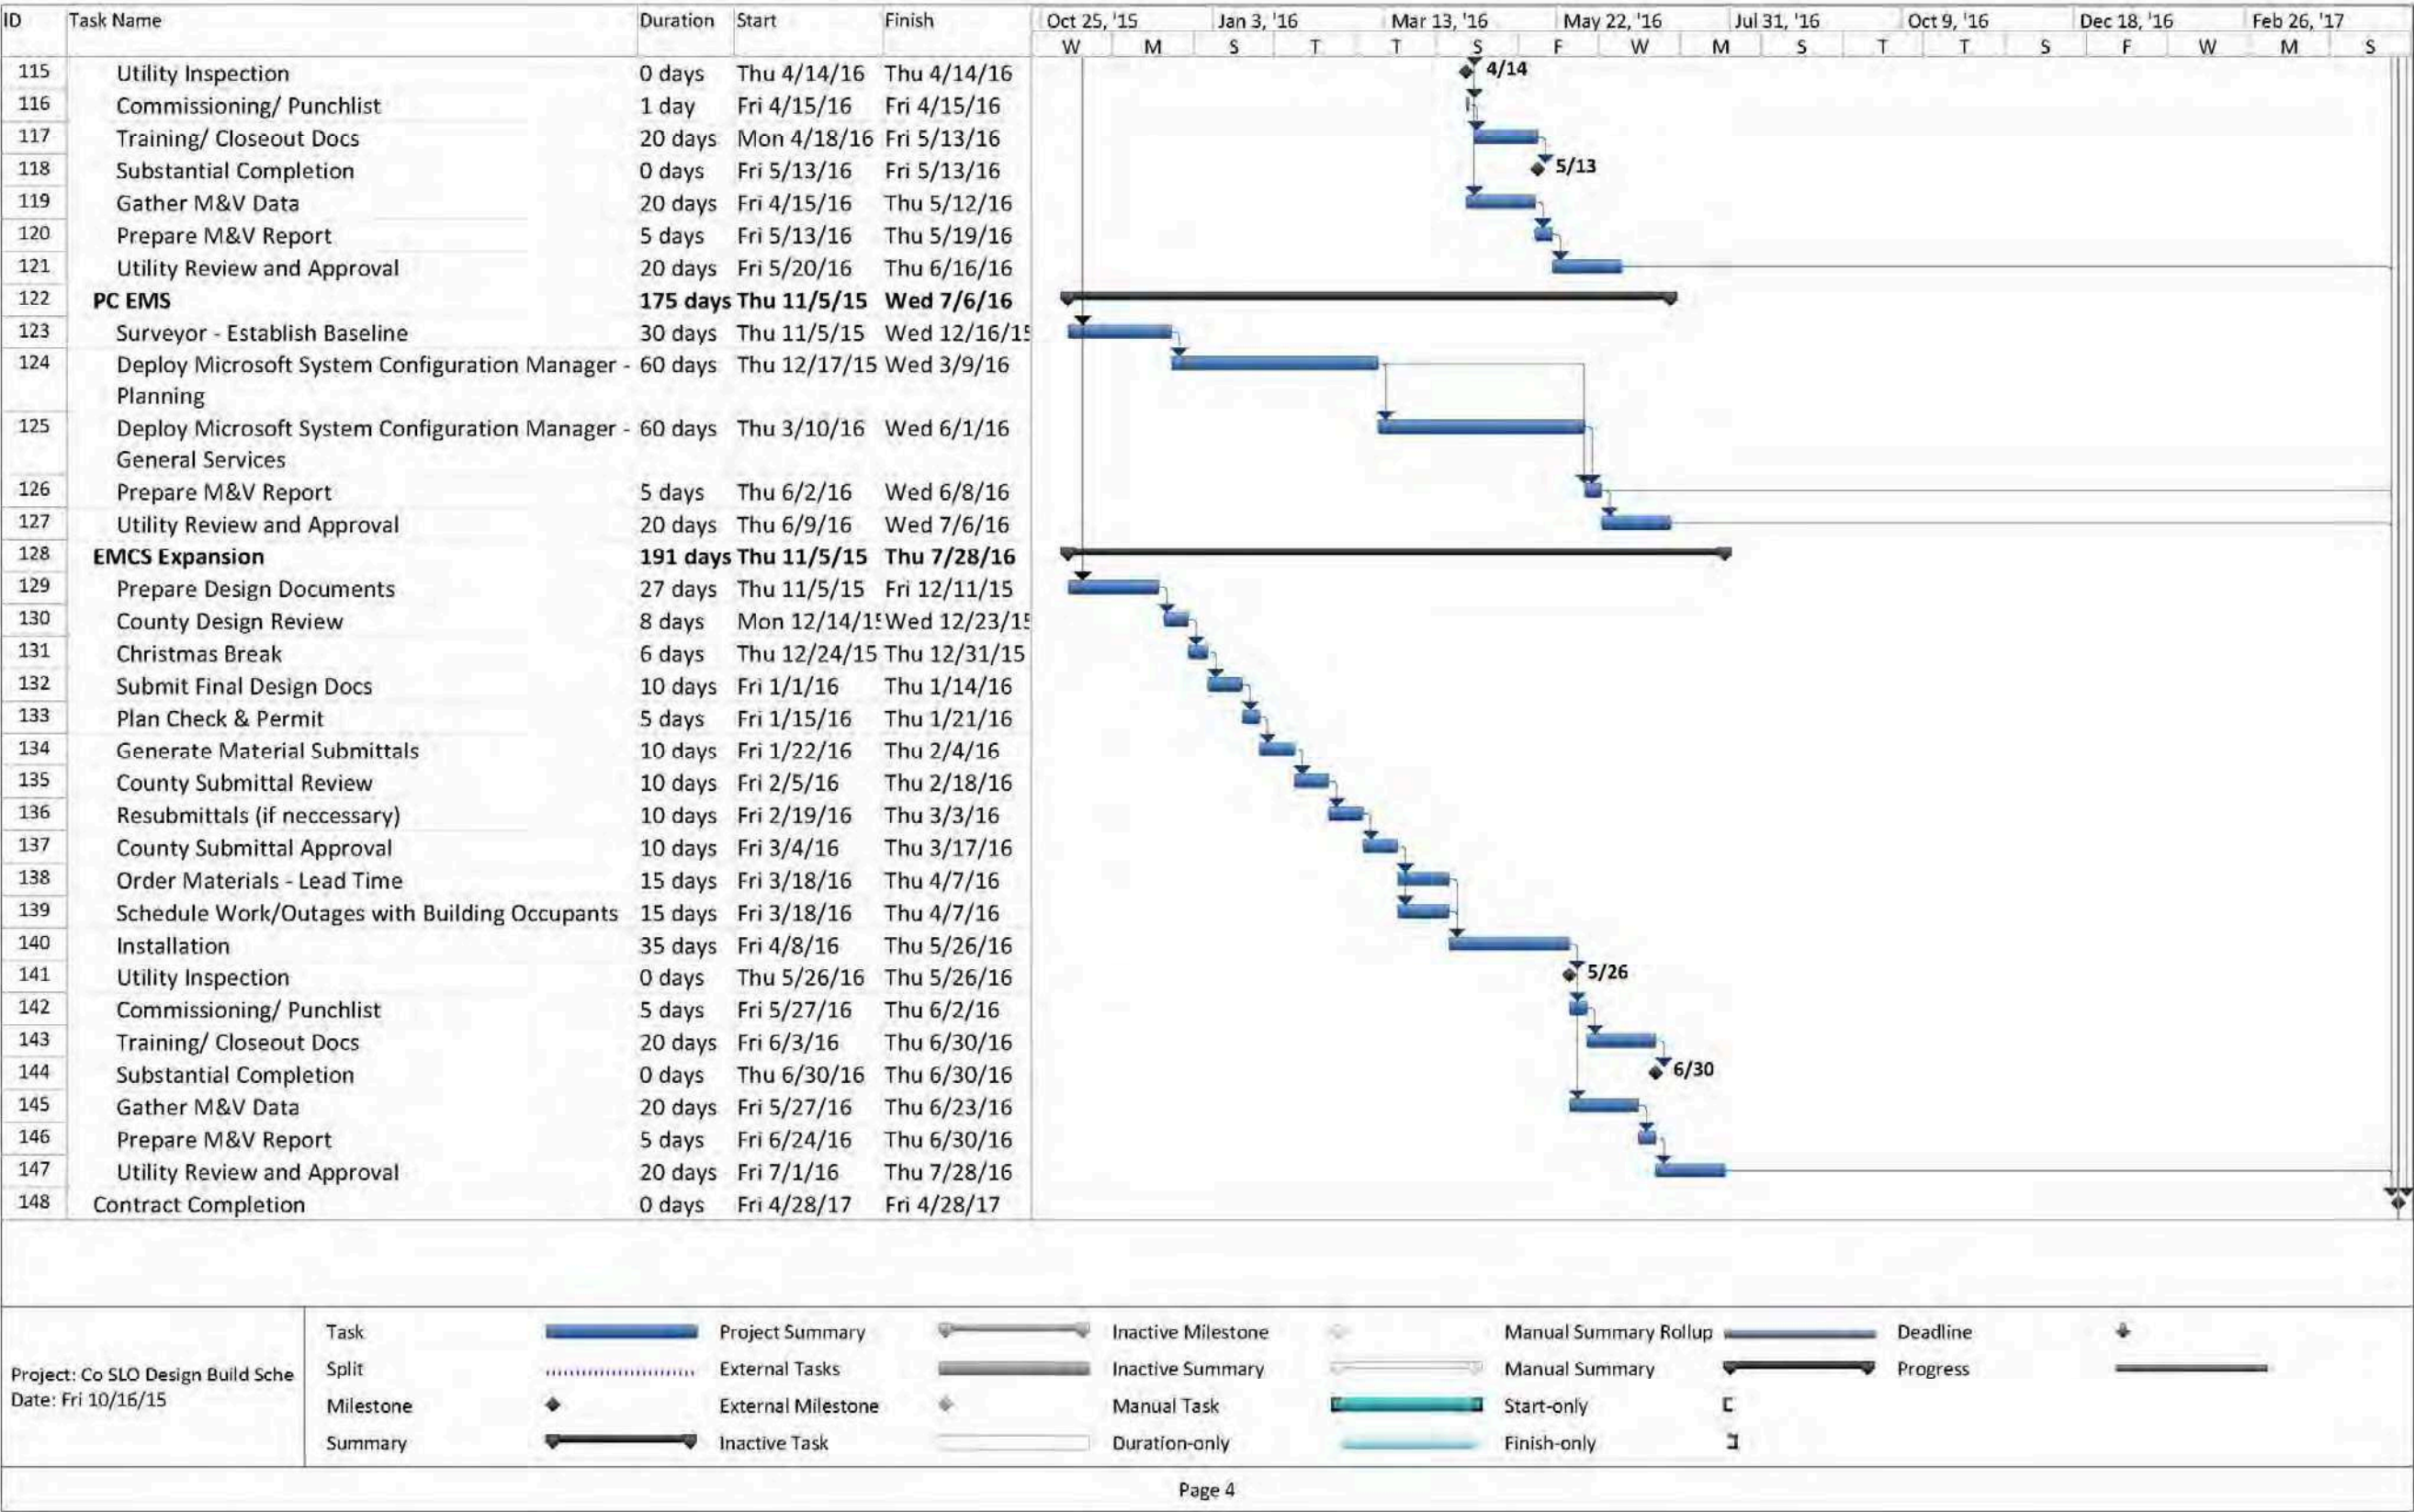 ID Task Name Duration Start Finish Oct 25, '15 Jan 3, '16 Mar 13, '16 May 22, '16 Jul 31, '16 Oct 9, '16 Dec 18, '16 Feb 26, '17
W M S T T S F W M S T T S F W M S
115 Utility Inspection 0 days Thu 4/14/16 Thu 4/14/16 4/14
116 Commissioning/ Punchlist 1 day Fri 4/15/16 Fri 4/15/16
117 Training/ Closeout Docs 20 days Mon 4/18/16 Fri 5/13/16
118 Substantial Completion 0 days Fri 5/13/16 Fri 5/13/16 5/13
119 Gather M&V Data 20 days Fri 4/15/16 Thu 5/12/16
120 Prepare M&V Report 5 days Fri 5/13/16 Thu 5/19/16
121 Utility Review and Approval 20 days Fri 5/20/16 Thu 6/16/16
122 PC EMS 175 days Thu 11/5/15 Wed 7/6/16
123 Surveyor - Establish Baseline 30 days Thu 11/5/15 Wed 12/16/15
124 Deploy Microsoft System Configuration Manager - 60 days Thu 12/17/15 Wed 3/9/16
Planning
125 Deploy Microsoft System Configuration Manager - 60 days Thu 3/10/16 Wed 6/1/16
General Services
126 Prepare M&V Report 5 days Thu 6/2/16 Wed 6/8/16
127 Utility Review and Approval 20 days Thu 6/9/16 Wed 7/6/16
128 EMCS Expansion 191 days Thu 11/5/15 Thu 7/28/16
129 Prepare Design Documents 27 days Thu 11/5/15 Fri 12/11/15
130 County Design Review 8 days Mon 12/14/15 Wed 12/23/15
131 Christmas Break 6 days Thu 12/24/15 Thu 12/31/15
132 Submit Final Design Docs 10 days Fri 1/1/16 Thu 1/14/16
133 Plan Check & Permit 5 days Fri 1/15/16 Thu 1/21/16
134 Generate Material Submittals 10 days Fri 1/22/16 Thu 2/4/16
135 County Submittal Review 10 days Fri 2/5/16 Thu 2/18/16
136 Resubmittals (if neccessary) 10 days Fri 2/19/16 Thu 3/3/16
137 County Submittal Approval 10 days Fri 3/4/16 Thu 3/17/16
138 Order Materials - Lead Time 15 days Fri 3/18/16 Thu 4/7/16
139 Schedule Work/Outages with Building Occupants 15 days Fri 3/18/16 Thu 4/7/16
140 Installation 35 days Fri 4/8/16 Thu 5/26/16
141 Utility Inspection 0 days Thu 5/26/16 Thu 5/26/16 5/26
142 Commissioning/ Punchlist 5 days Fri 5/27/16 Thu 6/2/16
143 Training/ Closeout Docs 20 days Fri 6/3/16 Thu 6/30/16
144 Substantial Completion 0 days Thu 6/30/16 Thu 6/30/16 6/30
145 Gather M&V Data 20 days Fri 5/27/16 Thu 6/23/16
146 Prepare M&V Report 5 days Fri 6/24/16 Thu 6/30/16
147 Utility Review and Approval 20 days Fri 7/1/16 Thu 7/28/16
148 Contract Completion 0 days Fri 4/28/17 Fri 4/28/17
Task Project Summary Inactive Milestone Manual Summary Rollup Deadline
Project: Co SLO Design Build Sche Split External Tasks Inactive Summary Manual Summary Progress
Date: Fri 10/16/15 Milestone External Milestone Manual Task Start-only
Summary Inactive Task Duration-only Finish-only
Page 4